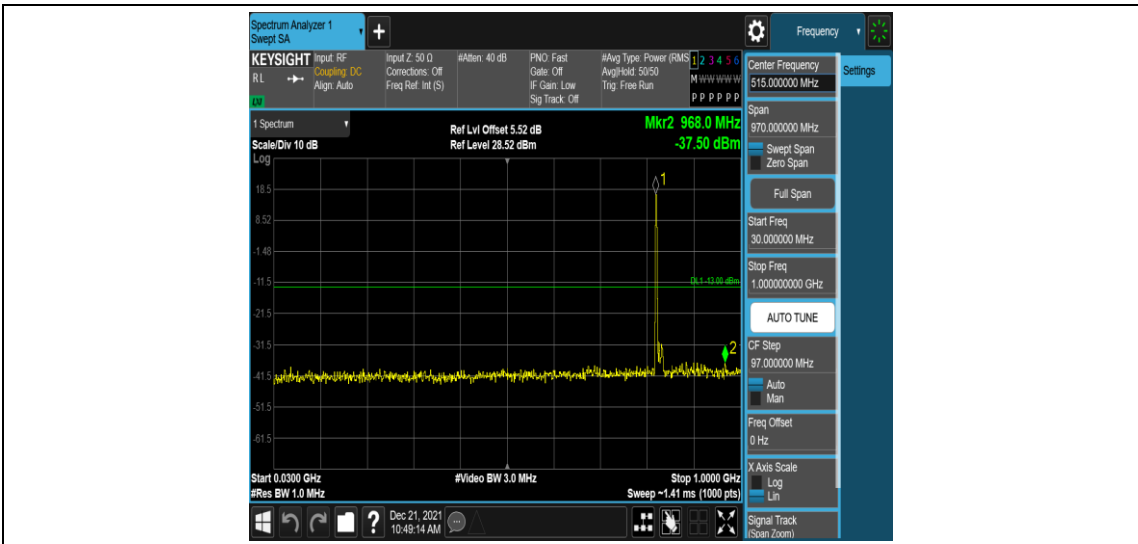 Spectrum Analyzer 1
Swept SA
+
Frequency
KEYSIGHT
RL
LXI
Input: RF
Coupling: DC
Align: Auto
Input Z: 50 Ω
Corrections: Off
Freq Ref: Int (S)
#Atten: 40 dB
PNO: Fast
Gate: Off
IF Gain: Low
Sig Track: Off
#Avg Type: Power (RMS
Avg|Hold: 50/50
Trig: Free Run
1 2 3 4 5 6
M W W W W W
P P P P P P
1 Spectrum
Scale/Div 10 dB
Log
Ref Lvl Offset 5.52 dB
Ref Level 28.52 dBm
Mkr2 968.0 MHz
-37.50 dBm
1
18.5
8.52
-1.48
DL1 -13.00 dBm
-11.5
-21.5
-31.5
2
-41.5
-51.5
-61.5
Start 0.0300 GHz
#Res BW 1.0 MHz
#Video BW 3.0 MHz
Stop 1.0000 GHz
Sweep ~1.41 ms (1000 pts)
?
Dec 21, 2021
10:49:14 AM
Center Frequency
515.000000 MHz
Settings
Span
970.000000 MHz
Swept Span
Zero Span
Full Span
Start Freq
30.000000 MHz
Stop Freq
1.000000000 GHz
AUTO TUNE
CF Step
97.000000 MHz
Auto
Man
Freq Offset
0 Hz
X Axis Scale
Log
Lin
Signal Track
(Span Zoom)